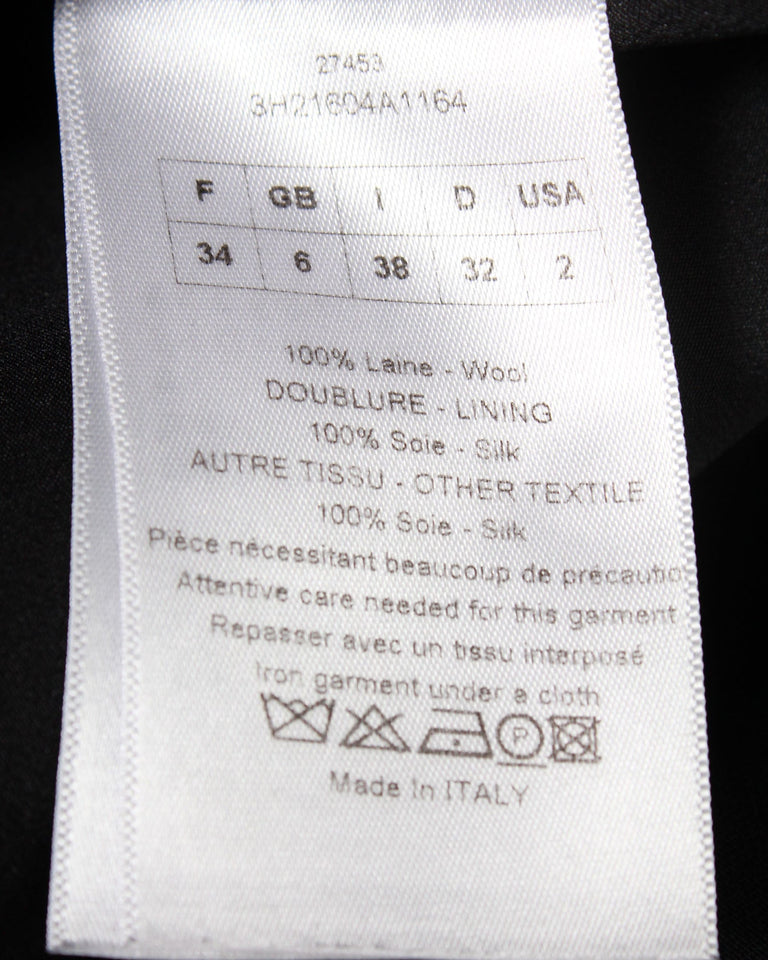 27453
3H21604A1164
F GB I D USA
34 6 38 32 2
100% Laine - Wool
DOUBLURE - LINING
100% Soie - Silk
AUTRE TISSU - OTHER TEXTILE
100% Soie - Silk
Pièce nécessitant beaucoup de précautio
Attentive care needed for this garment
Repasser avec un tissu interposé
Iron garment under a cloth
P
Made In ITALY